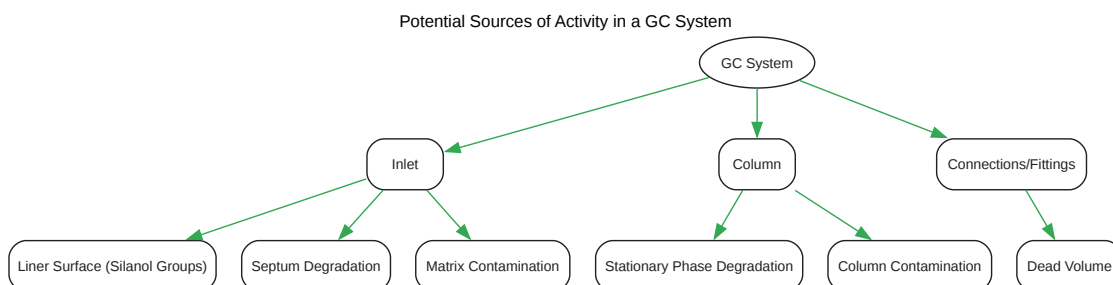 Potential Sources of Activity in a GC System
GC System
Inlet
Column
Connections/Fittings
Liner Surface (Silanol Groups)
Septum Degradation
Matrix Contamination
Stationary Phase Degradation
Column Contamination
Dead Volume